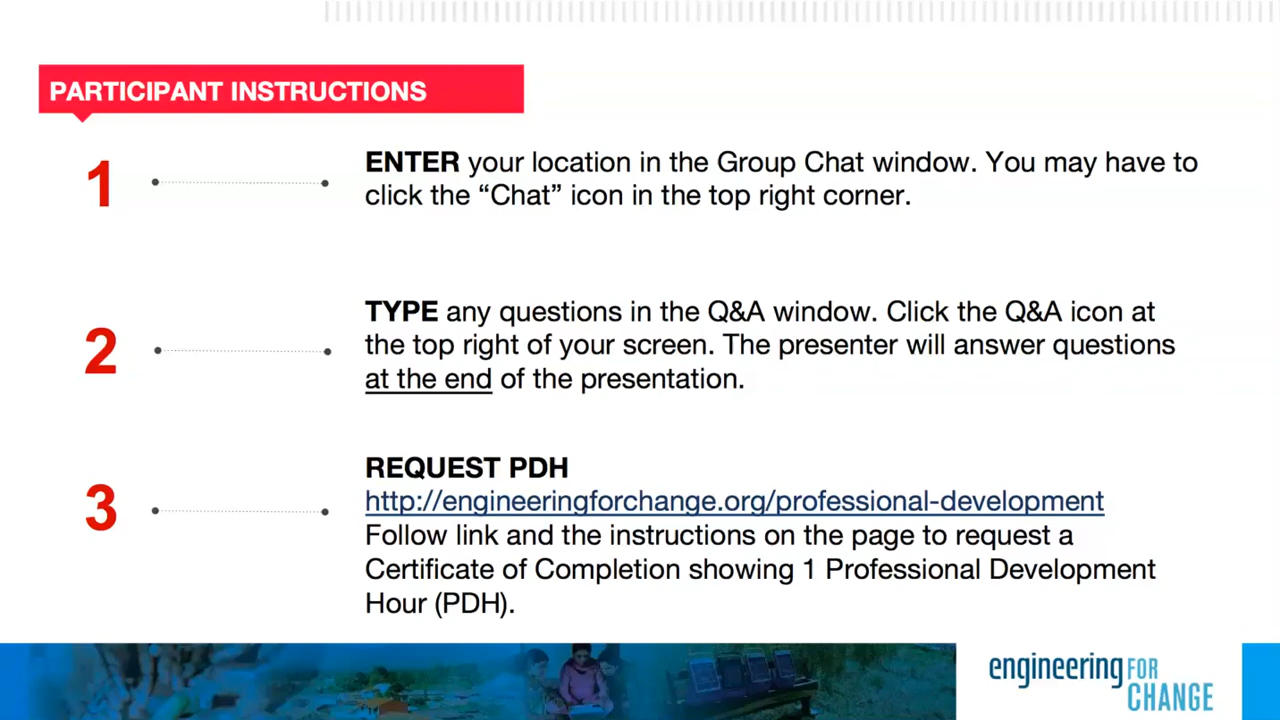 PARTICIPANT INSTRUCTIONS
1
ENTER your location in the Group Chat window. You may have to
click the “Chat” icon in the top right corner.
2
TYPE any questions in the Q&A window. Click the Q&A icon at
the top right of your screen. The presenter will answer questions
at the end of the presentation.
3
REQUEST PDH
http://engineeringforchange.org/professional-development
Follow link and the instructions on the page to request a
Certificate of Completion showing 1 Professional Development
Hour (PDH).
engineering FOR
CHANGE